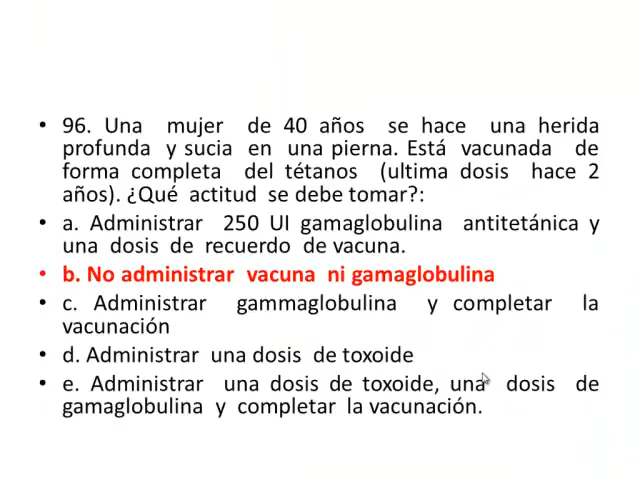 • 96. Una mujer de 40 años se hace una herida
profunda y sucia en una pierna. Está vacunada de
forma completa del tétanos (ultima dosis hace 2
años). ¿Qué actitud se debe tomar?:
• a. Administrar 250 UI gamaglobulina antitetánica y
una dosis de recuerdo de vacuna.
• b. No administrar vacuna ni gamaglobulina
• c. Administrar gammaglobulina y completar la
vacunación
• d. Administrar una dosis de toxoide
• e. Administrar una dosis de toxoide, una dosis de
gamaglobulina y completar la vacunación.